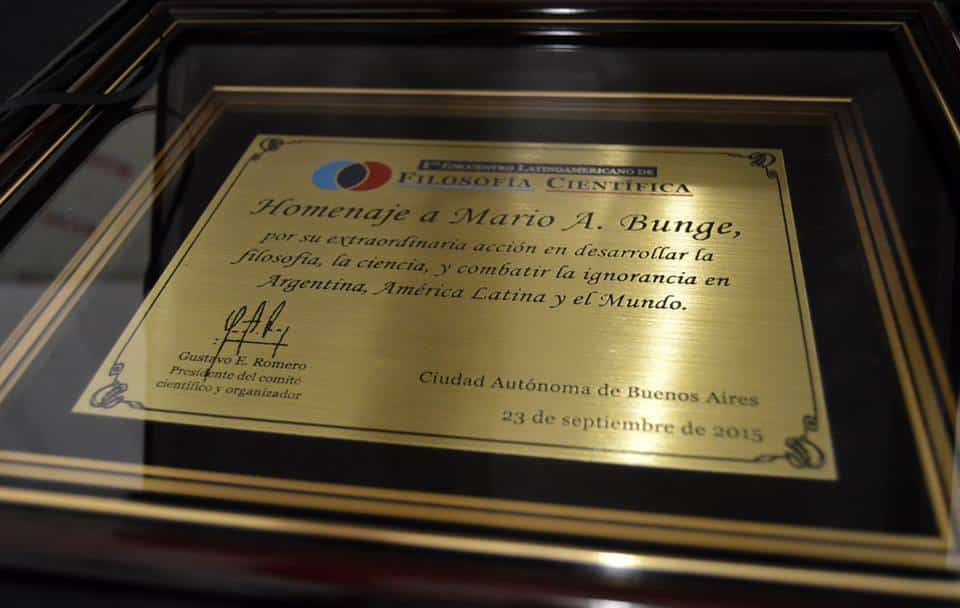 1er Encuentro Latinoamericano de
Filosofía Científica
Homenaje a Mario A. Bunge,
por su extraordinaria acción en desarrollar la
filosofía, la ciencia, y combatir la ignorancia en
Argentina, América Latina y el Mundo.
Gustavo E. Romero
Presidente del comité
científico y organizador
Ciudad Autónoma de Buenos Aires
23 de septiembre de 2015